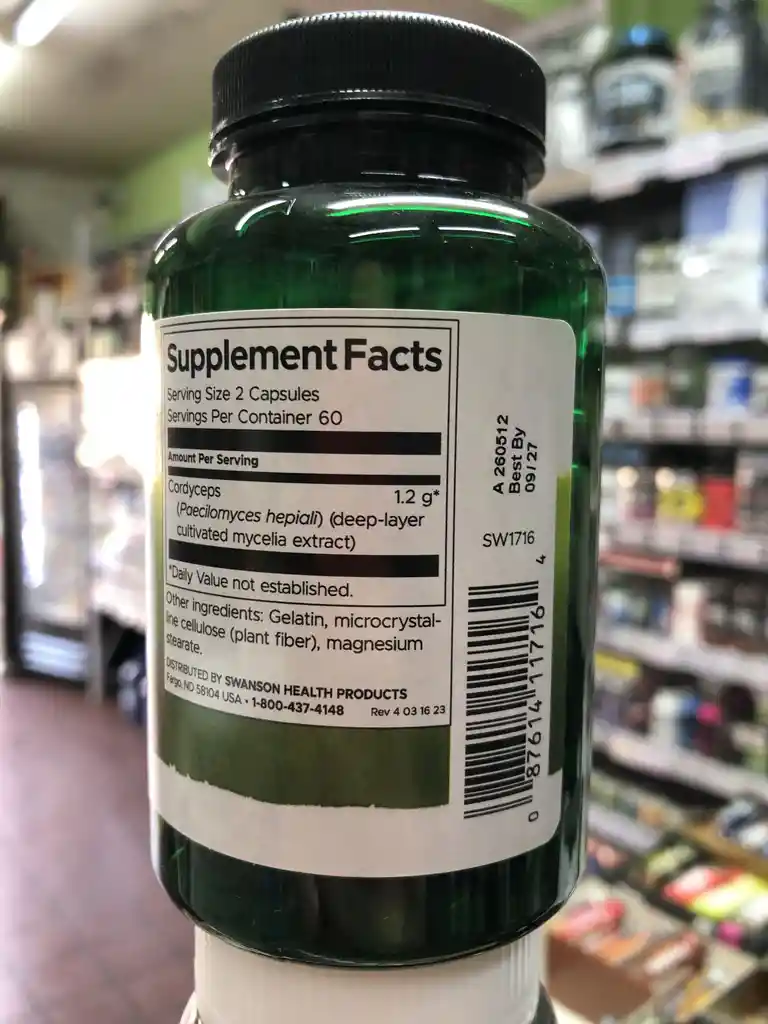 Supplement Facts
Serving Size 2 Capsules
Servings Per Container 60
Amount Per Serving
Cordyceps 1.2 g*
(Paecilomyces hepiali) (deep-layer
cultivated mycelia extract)
*Daily Value not established.
Other ingredients: Gelatin, microcrystal-
line cellulose (plant fiber), magnesium
stearate.
DISTRIBUTED BY SWANSON HEALTH PRODUCTS
Fargo, ND 58104 USA • 1-800-437-4148 Rev 4 03 16 23
A 260512
Best By
09/27
SW1716
0 87614 11716 4